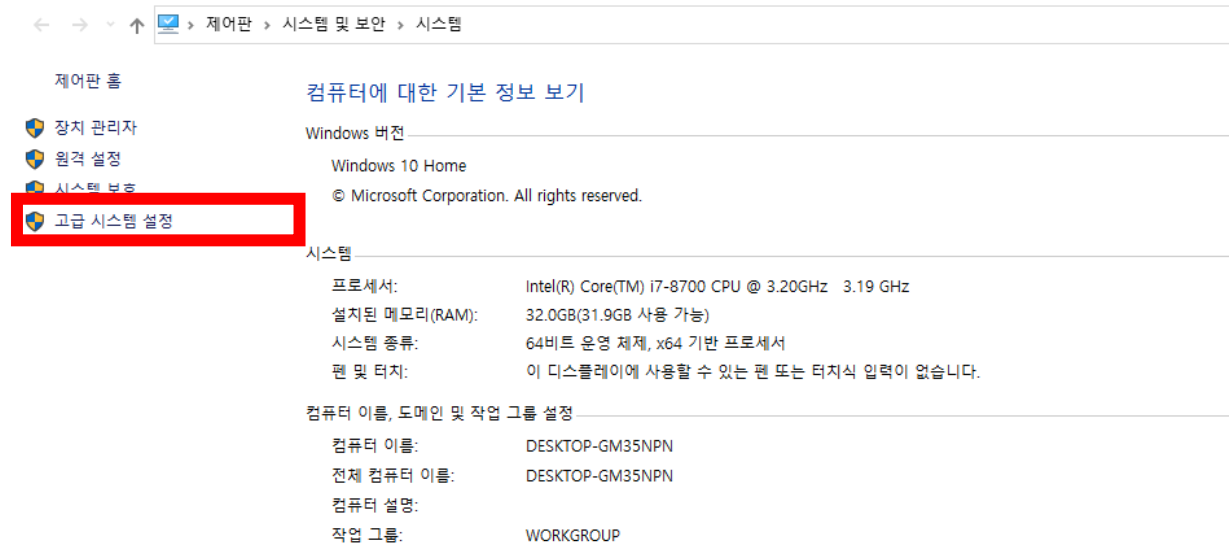 제어판 › 시스템 및 보안 › 시스템
제어판 홈
장치 관리자
원격 설정
시스템 보호
고급 시스템 설정
컴퓨터에 대한 기본 정보 보기
Windows 버전
Windows 10 Home
© Microsoft Corporation. All rights reserved.
시스템
프로세서: Intel(R) Core(TM) i7-8700 CPU @ 3.20GHz 3.19 GHz
설치된 메모리(RAM): 32.0GB(31.9GB 사용 가능)
시스템 종류: 64비트 운영 체제, x64 기반 프로세서
펜 및 터치: 이 디스플레이에 사용할 수 있는 펜 또는 터치식 입력이 없습니다.
컴퓨터 이름, 도메인 및 작업 그룹 설정
컴퓨터 이름: DESKTOP-GM35NPN
전체 컴퓨터 이름: DESKTOP-GM35NPN
컴퓨터 설명:
작업 그룹: WORKGROUP